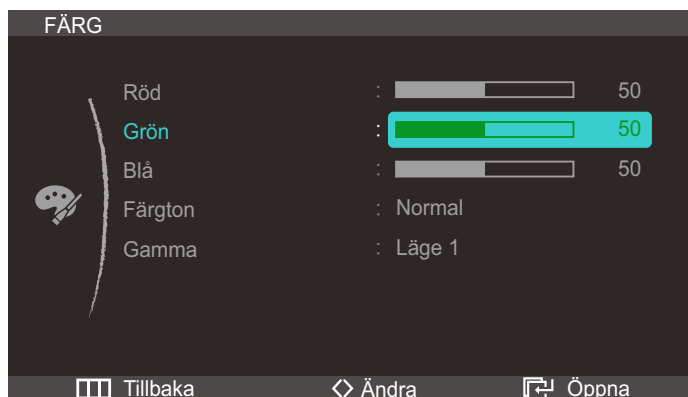 FÄRG
Röd : 50
Grön : 50
Blå : 50
Färgton : Normal
Gamma : Läge 1
Tillbaka Ändra Öppna